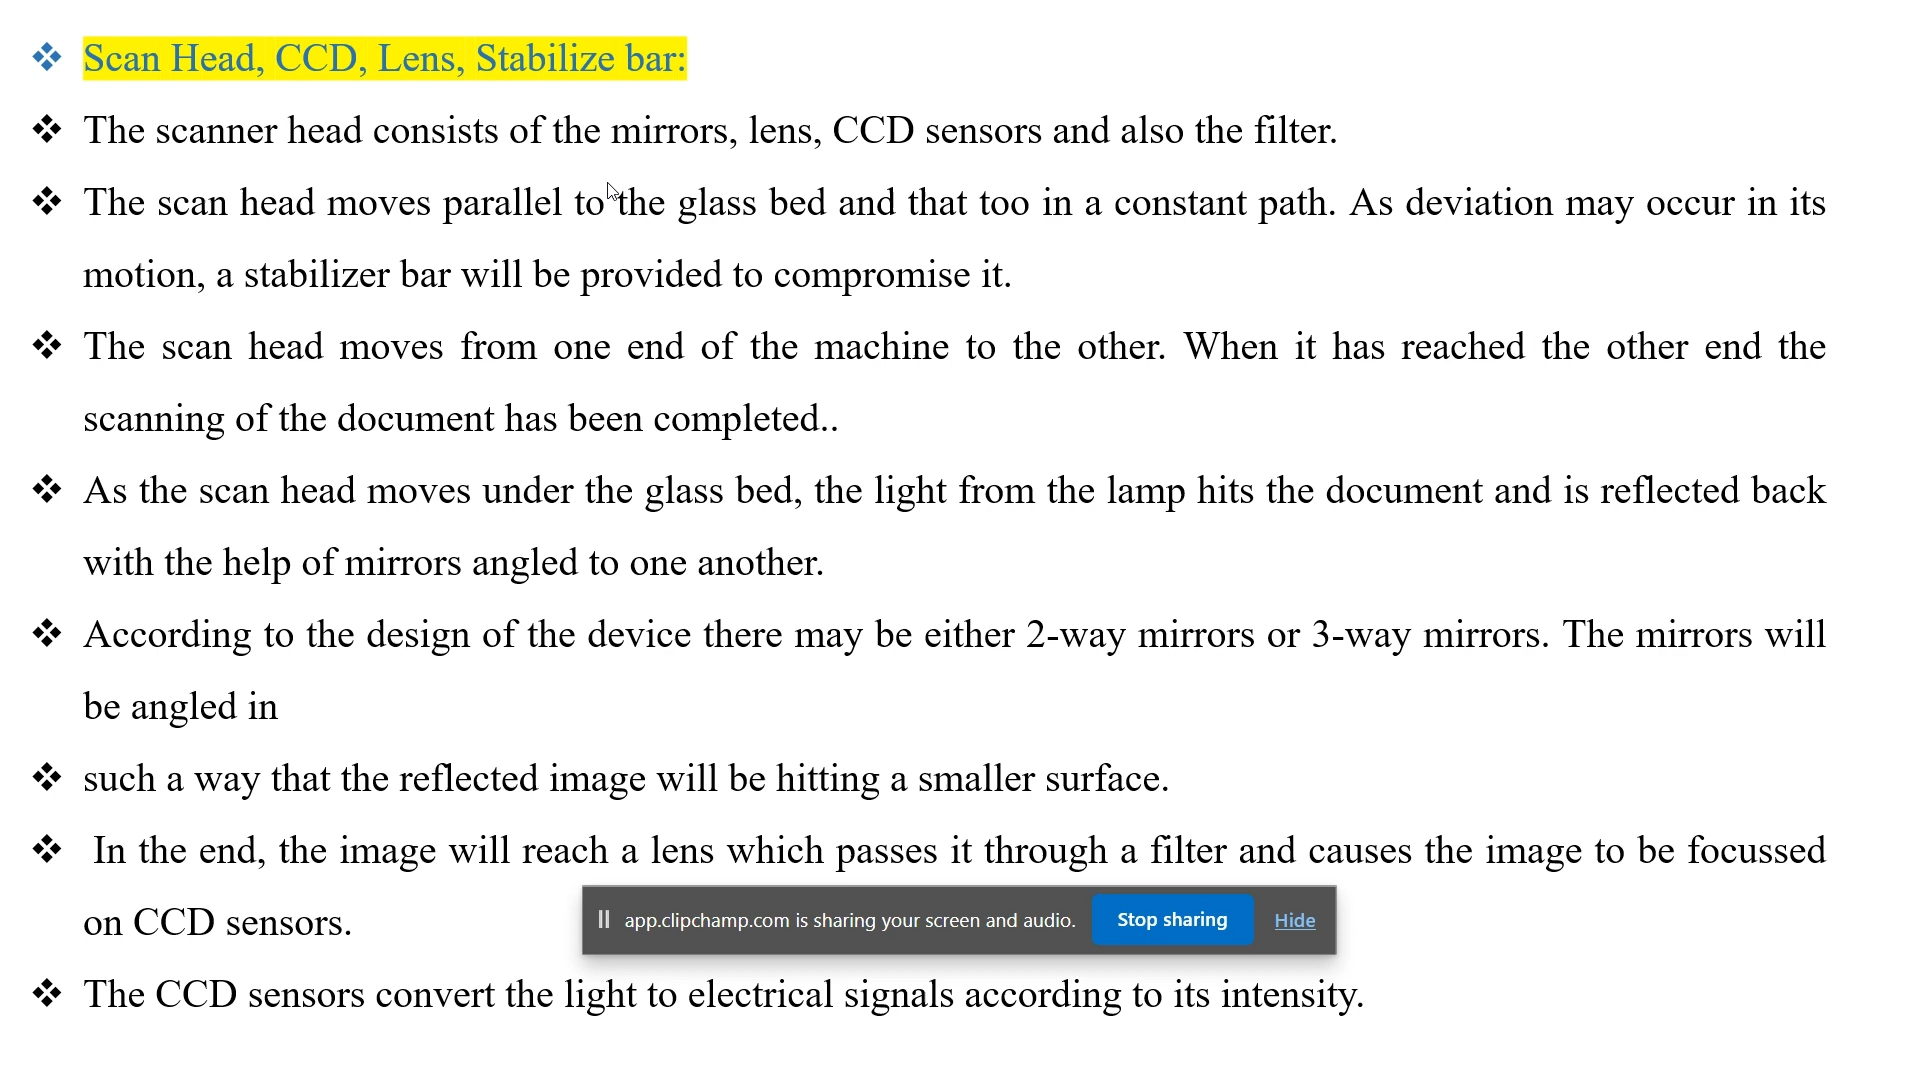 ❖ Scan Head, CCD, Lens, Stabilize bar:
❖ The scanner head consists of the mirrors, lens, CCD sensors and also the filter.
❖ The scan head moves parallel to the glass bed and that too in a constant path. As deviation may occur in its
motion, a stabilizer bar will be provided to compromise it.
❖ The scan head moves from one end of the machine to the other. When it has reached the other end the
scanning of the document has been completed..
❖ As the scan head moves under the glass bed, the light from the lamp hits the document and is reflected back
with the help of mirrors angled to one another.
❖ According to the design of the device there may be either 2-way mirrors or 3-way mirrors. The mirrors will
be angled in
❖ such a way that the reflected image will be hitting a smaller surface.
❖ In the end, the image will reach a lens which passes it through a filter and causes the image to be focussed
on CCD sensors.
app.clipchamp.com is sharing your screen and audio. Stop sharing Hide
❖ The CCD sensors convert the light to electrical signals according to its intensity.